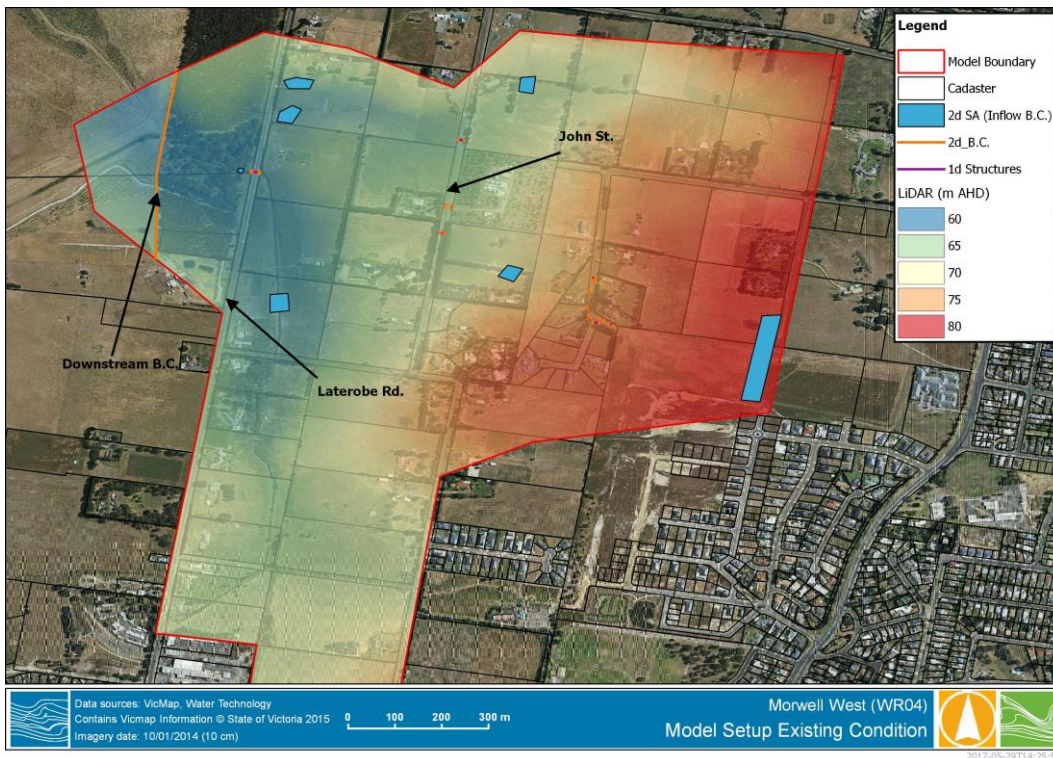 Legend
Model Boundary
Cadaster
2d SA (Inflow B.C.)
2d_B.C.
1d Structures
LiDAR (m AHD)
60
65
70
75
80
John St.
Downstream B.C.
Laterobe Rd.
Data sources: VicMap, Water Technology
Contains Vicmap Information © State of Victoria 2015
Imagery date: 10/01/2014 (10 cm)
0 100 200 300 m
Morwell West (WR04)
Model Setup Existing Condition